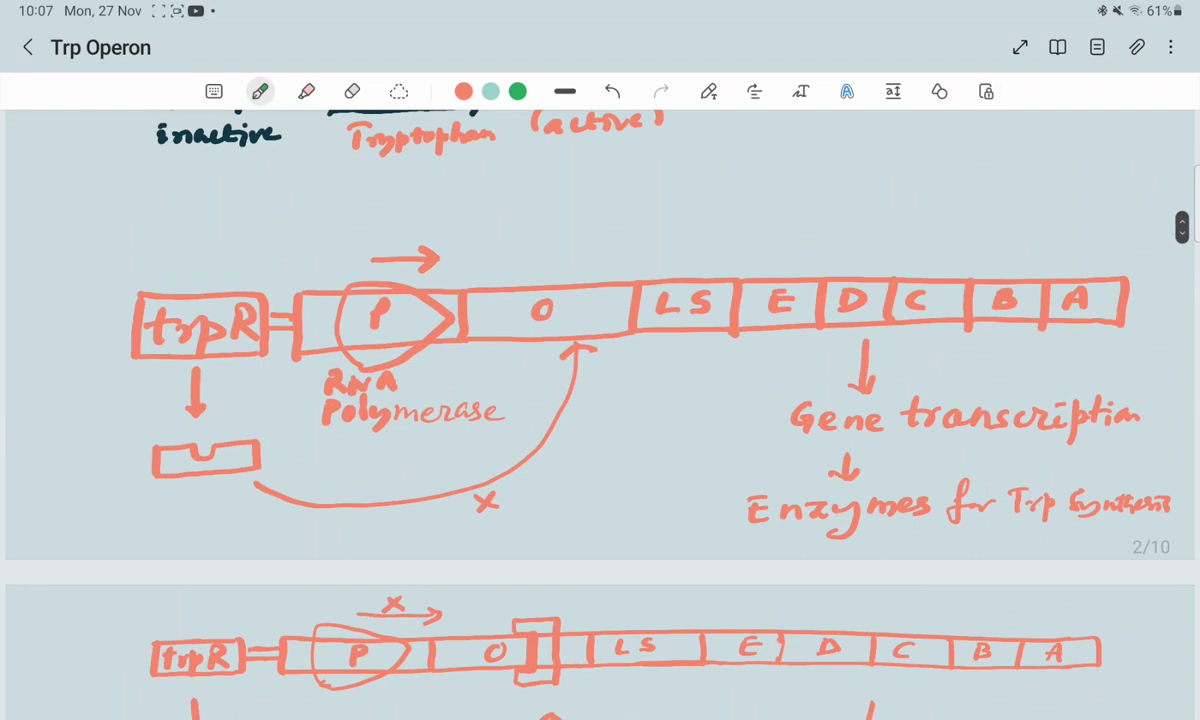 10:07 Mon, 27 Nov
61%
Trp Operon
inactive
Tryptophan
(active)
trpR P O LS E D C B A
RNA
Polymerase
Gene transcription
x
Enzymes for Trp Synthesis
2/10
x
trpR P O LS E D C B A